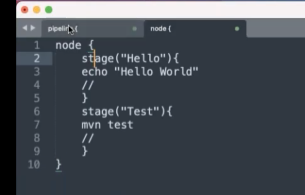 pipeline {
node {
1 node {
2 stage("Hello"){
3 echo "Hello World"
4 //
5 }
6 stage("Test"){
7 mvn test
8 //
9 }
10 }